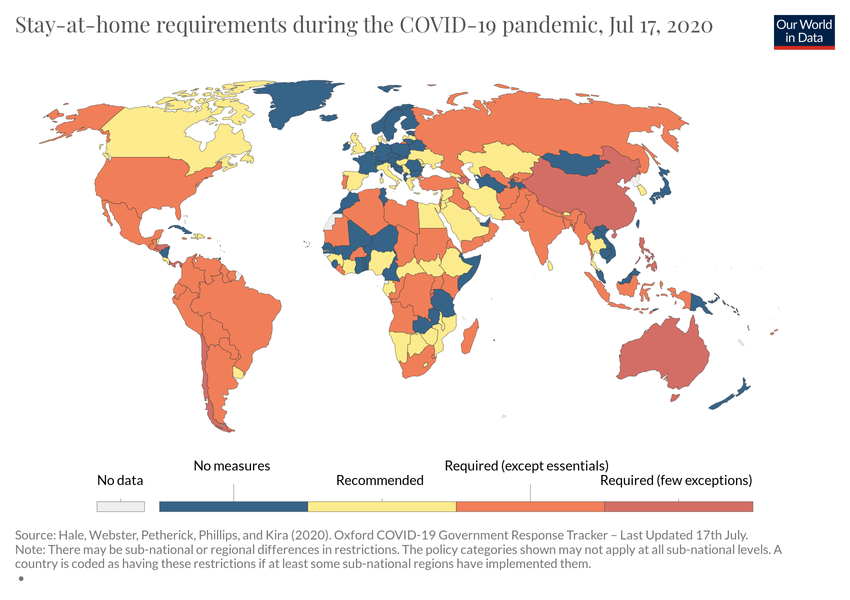 Stay-at-home requirements during the COVID-19 pandemic, Jul 17, 2020
Our World
in Data
No data
No measures
Recommended
Required (except essentials)
Required (few exceptions)
Source: Hale, Webster, Petherick, Phillips, and Kira (2020). Oxford COVID-19 Government Response Tracker – Last Updated 17th July.
Note: There may be sub-national or regional differences in restrictions. The policy categories shown may not apply at all sub-national levels. A
country is coded as having these restrictions if at least some sub-national regions have implemented them.
•